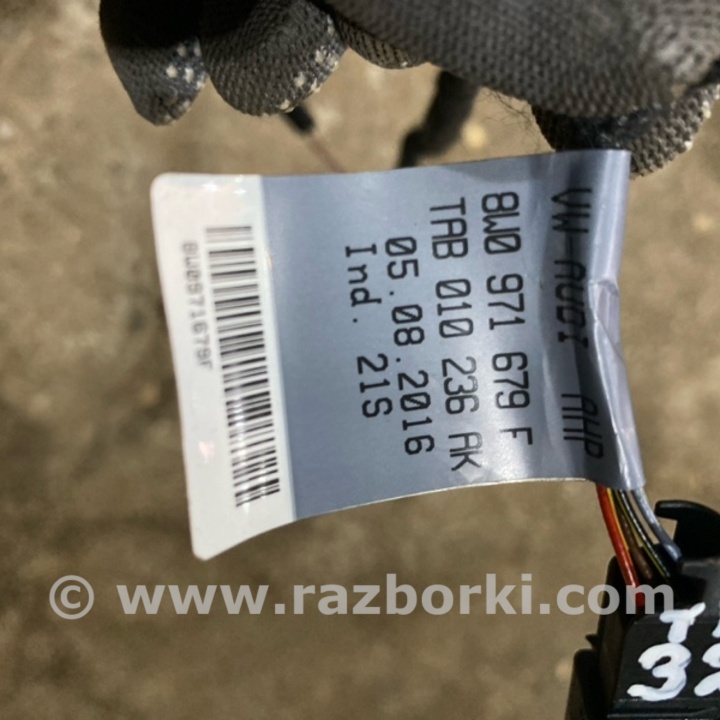 VW-AUDI AHP
8W0 971 679 F
TAB 010 236 AK
05.08.2016
Ind. 21S
8W0971679F
© www.razborki.com